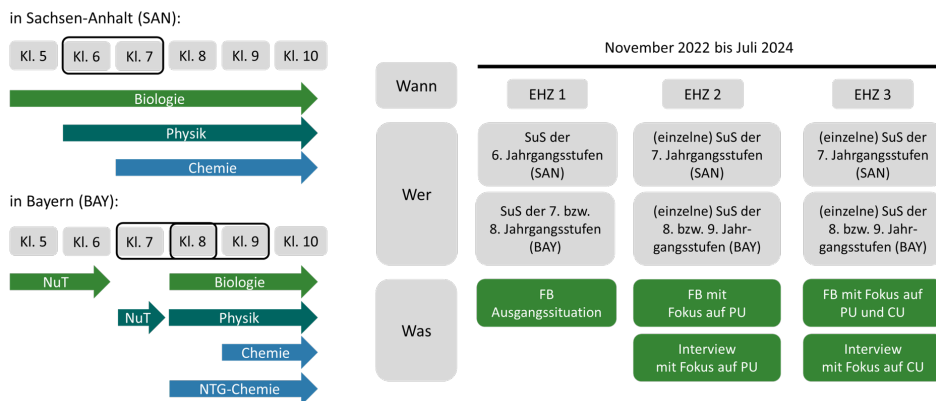 in Sachsen-Anhalt (SAN):
Kl. 5 Kl. 6 Kl. 7 Kl. 8 Kl. 9 Kl. 10
Biologie
Physik
Chemie
in Bayern (BAY):
Kl. 5 Kl. 6 Kl. 7 Kl. 8 Kl. 9 Kl. 10
NuT Biologie
NuT Physik
Chemie
NTG-Chemie
November 2022 bis Juli 2024
Wann
EHZ 1 EHZ 2 EHZ 3
Wer
SuS der
6. Jahrgangsstufen
(SAN)
(einzelne) SuS der
7. Jahrgangsstufen
(SAN)
(einzelne) SuS der
7. Jahrgangsstufen
(SAN)
SuS der 7. bzw.
8. Jahrgangsstufen
(BAY)
(einzelne) SuS der
8. bzw. 9. Jahr-
gangsstufen (BAY)
(einzelne) SuS der
8. bzw. 9. Jahr-
gangsstufen (BAY)
Was
FB
Ausgangssituation
FB mit
Fokus auf PU
FB mit Fokus auf
PU und CU
Interview
mit Fokus auf PU
Interview
mit Fokus auf CU